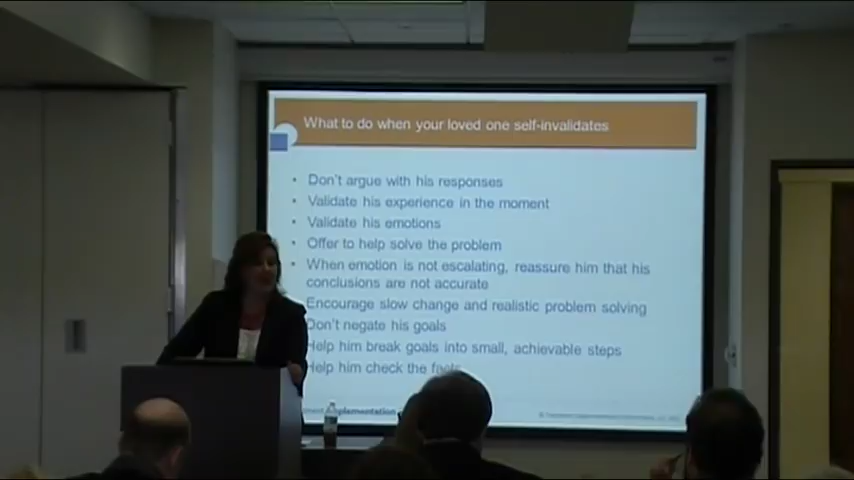 What to do when your loved one self-invalidates
• Don't argue with his responses
• Validate his experience in the moment
• Validate his emotions
• Offer to help solve the problem
• When emotion is not escalating, reassure him that his
conclusions are not accurate
Encourage slow change and realistic problem solving
Don't negate his goals
Help him break goals into small, achievable steps
Help him check the facts
Implementation